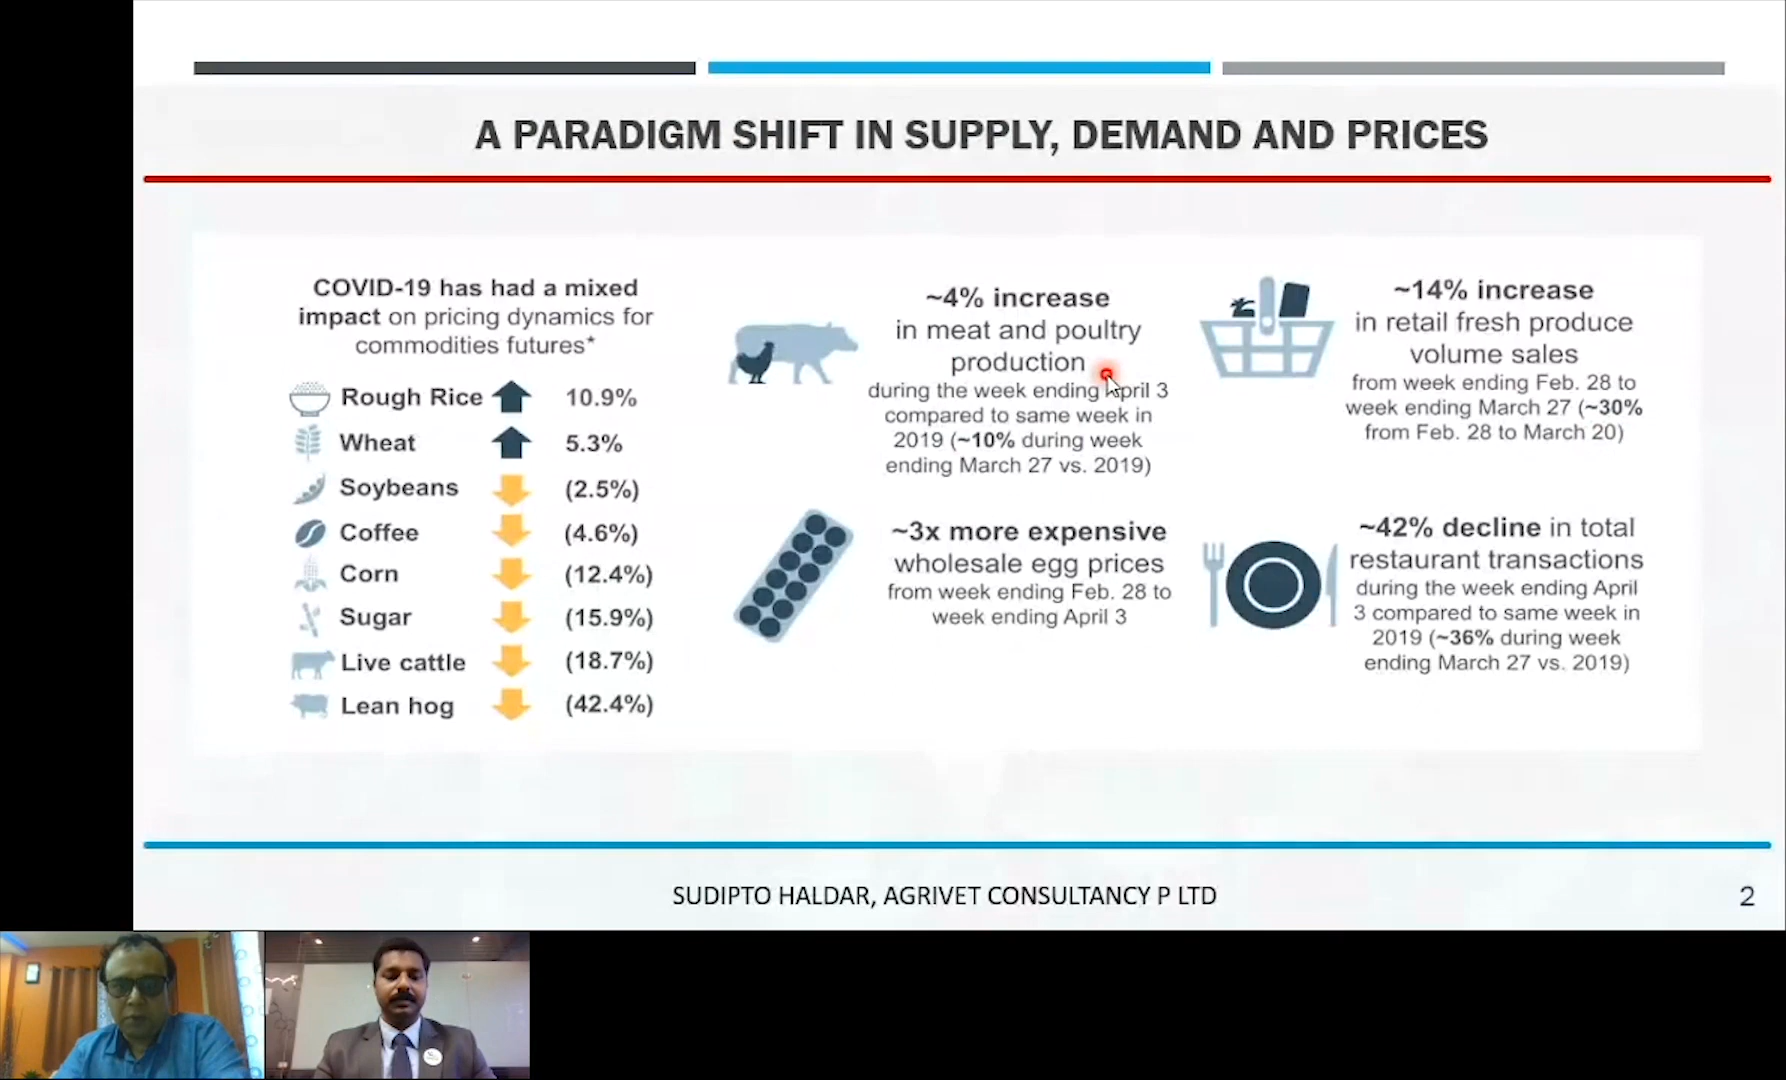 A PARADIGM SHIFT IN SUPPLY, DEMAND AND PRICES
COVID-19 has had a mixed
impact on pricing dynamics for
commodities futures*
Rough Rice 10.9%
Wheat 5.3%
Soybeans (2.5%)
Coffee (4.6%)
Corn (12.4%)
Sugar (15.9%)
Live cattle (18.7%)
Lean hog (42.4%)
~4% increase
in meat and poultry
production
during the week ending April 3
compared to same week in
2019 (~10% during week
ending March 27 vs. 2019)
~3x more expensive
wholesale egg prices
from week ending Feb. 28 to
week ending April 3
~14% increase
in retail fresh produce
volume sales
from week ending Feb. 28 to
week ending March 27 (~30%
from Feb. 28 to March 20)
~42% decline in total
restaurant transactions
during the week ending April
3 compared to same week in
2019 (~36% during week
ending March 27 vs. 2019)
SUDIPTO HALDAR, AGRIVET CONSULTANCY P LTD
2